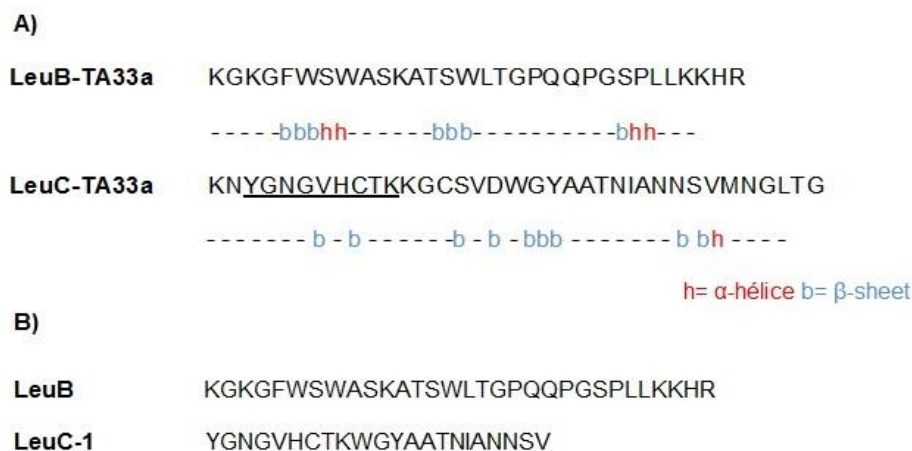 A)
LeuB-TA33a KGKGFWSWASKATSWLTGPQQPGSPLLKKHR
- - - - -bbbhh- - - - - -bbb- - - - - - - - - - -bhh- - -
LeuC-TA33a KNYGNGVHCTKKGCSVDWGYAATNIANNSVMNGLTG
- - - - - - - b - b - - - - - - -b - b - bbb- - - - - - - -b bh - - - -
h= α-hélice b= β-sheet
B)
LeuB KGKGFWSWASKATSWLTGPQQPGSPLLKKHR
LeuC-1 YGNGVHCTKWGYAATNIANNSV